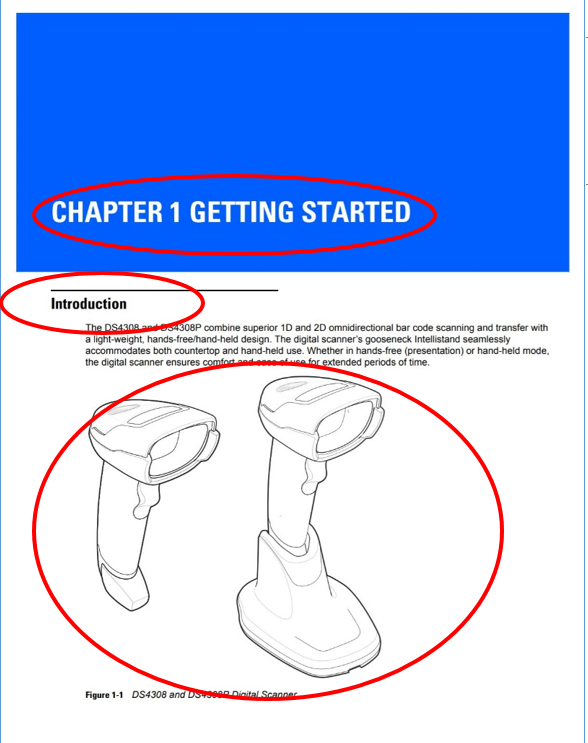 CHAPTER 1 GETTING STARTED
Introduction
The DS4308 and DS4308P combine superior 1D and 2D omnidirectional bar code scanning and transfer with
a light-weight, hands-free/hand-held design. The digital scanner's gooseneck Intellistand seamlessly
accommodates both countertop and hand-held use. Whether in hands-free (presentation) or hand-held mode,
the digital scanner ensures comfort and ease of use for extended periods of time.
Figure 1-1 DS4308 and DS4308P Digital Scanner